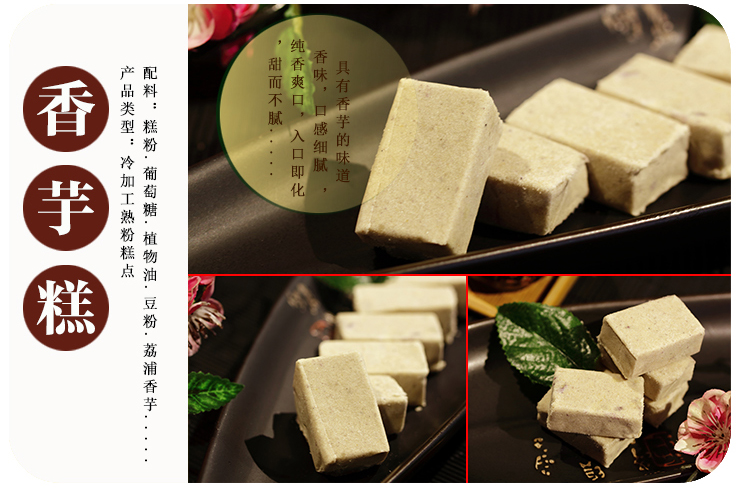 香芋糕
配料：糕粉.葡萄糖.植物油.豆粉.荔浦香芋......
产品类型：冷加工熟粉糕点
具有香芋的味道
香味，口感细腻，
纯香爽口，入口即化
，甜而不腻......